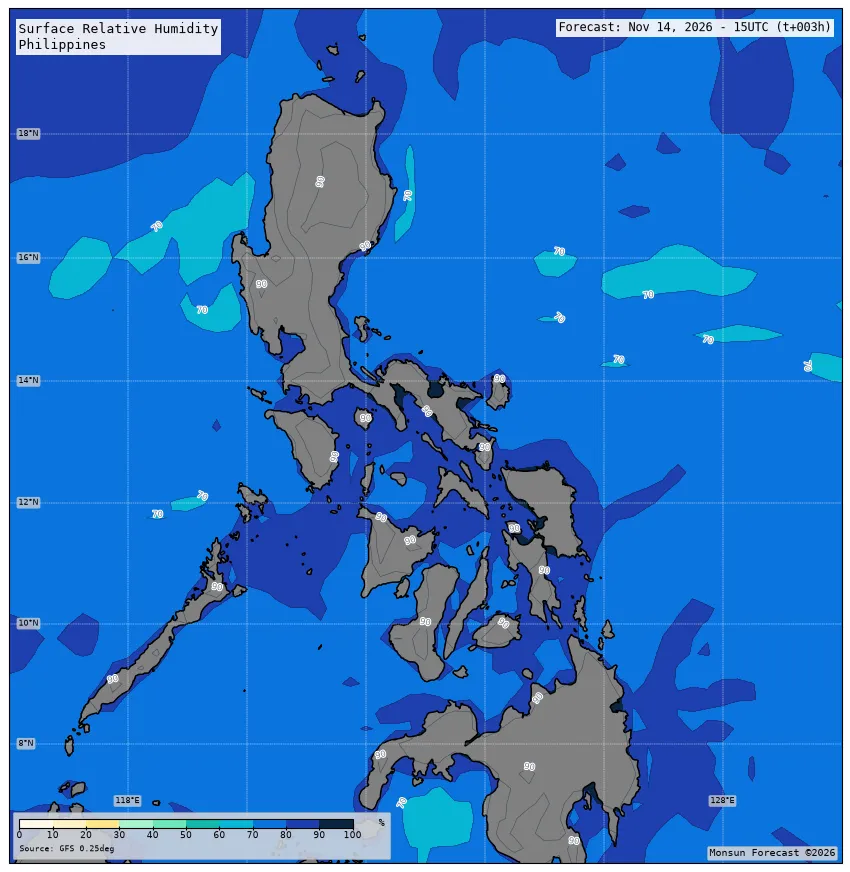 Surface Relative Humidity
Philippines
Forecast: Nov 14, 2026 - 15UTC (t+003h)
18°N
90
70
70
90
16°N
70
90
70
70
70
70
70
70
14°N
90
90
90
90
90
70
12°N
70
90
90
90
90
90
10°N
90
90
90
90
8°N
90
90
118°E
70
128°E
90
0 10 20 30 40 50 60 70 80 90 100 %
Source: GFS 0.25deg
Monsun Forecast ©2026